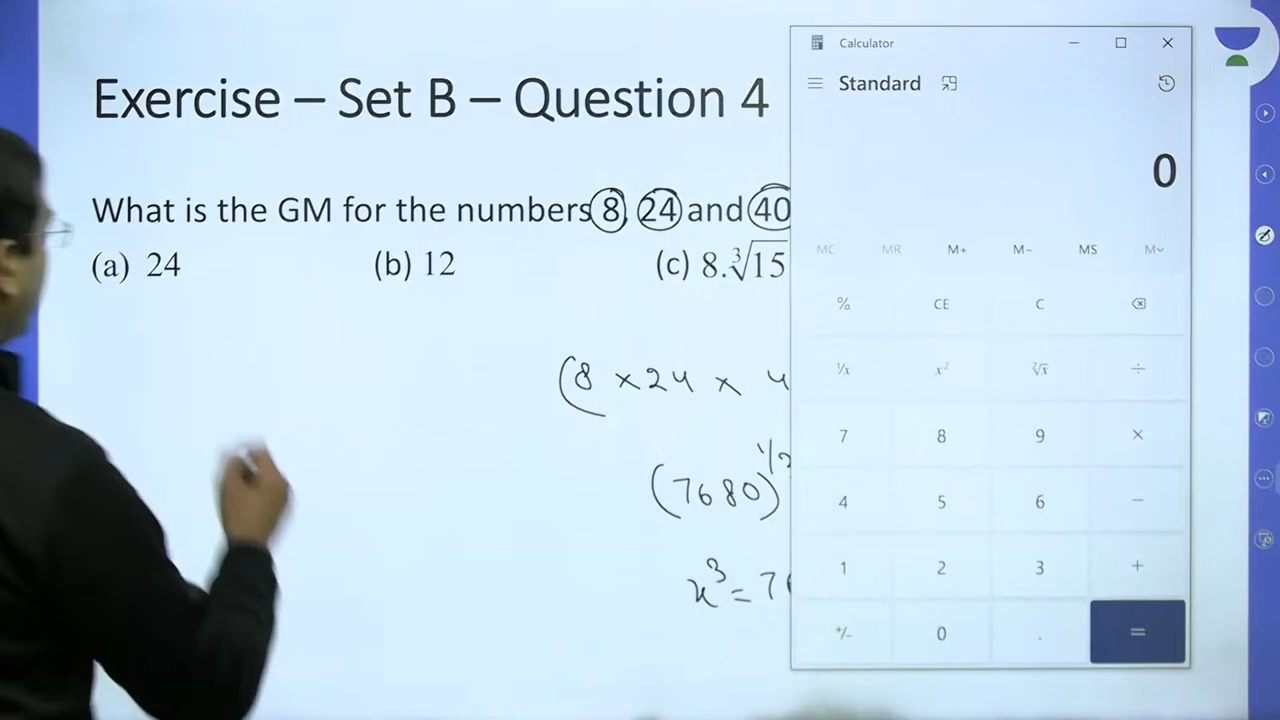 Exercise – Set B – Question 4
What is the GM for the numbers 8, 24 and 40
(a) 24 (b) 12 (c) 8.∛15
(8 × 24 × 4
(7680)^1/
x³ = 7
Calculator
Standard
0
MC MR M+ M− MS M˅
% CE C
¹/x x² ²√x ÷
7 8 9 ×
4 5 6 −
1 2 3 +
+/− 0 . =